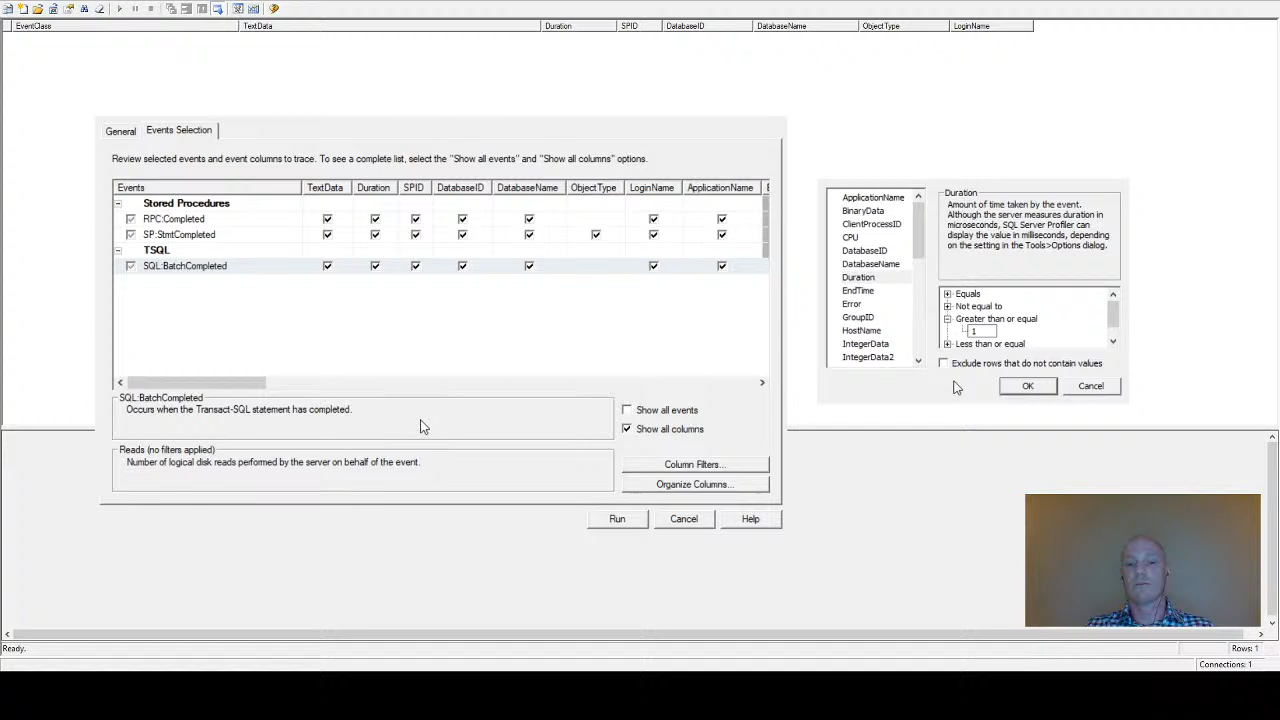 EventClass TextData Duration SPID DatabaseID DatabaseName ObjectType LoginName
General Events Selection
Review selected events and event columns to trace. To see a complete list, select the "Show all events" and "Show all columns" options.
Events TextData Duration SPID DatabaseID DatabaseName ObjectType LoginName ApplicationName
Stored Procedures
RPC:Completed
SP:StmtCompleted
TSQL
SQL:BatchCompleted
SQL:BatchCompleted
Occurs when the Transact-SQL statement has completed.
Show all events
Show all columns
Reads (no filters applied)
Number of logical disk reads performed by the server on behalf of the event.
Column Filters...
Organize Columns...
Run Cancel Help
ApplicationName
BinaryData
ClientProcessID
CPU
DatabaseID
DatabaseName
Duration
EndTime
Error
GroupID
HostName
IntegerData
IntegerData2
Duration
Amount of time taken by the event.
Although the server measures duration in
microseconds, SQL Server Profiler can
display the value in milliseconds, depending
on the setting in the Tools>Options dialog.
Equals
Not equal to
Greater than or equal
1
Less than or equal
Exclude rows that do not contain values
OK Cancel
Ready. Rows: 1
Connections: 1